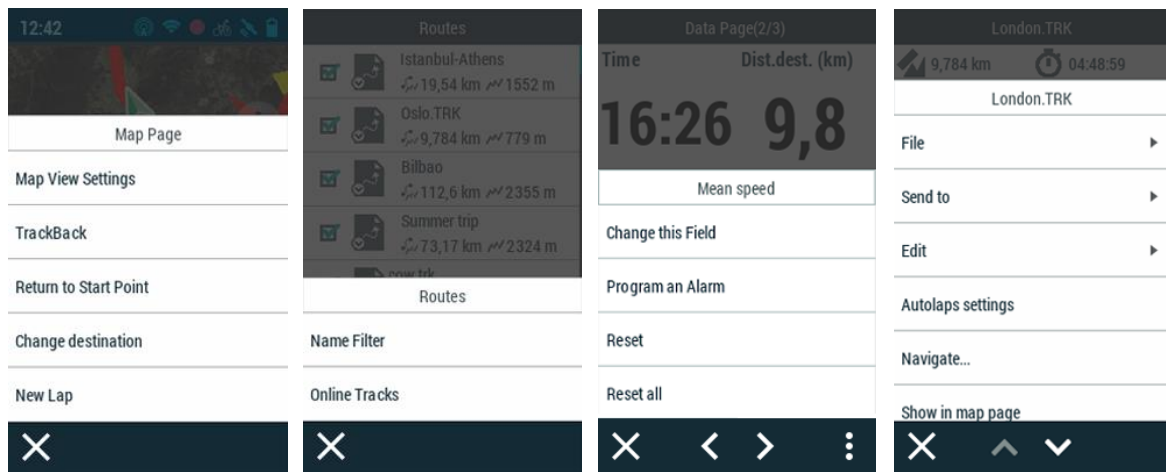 12:42
Map Page
Map View Settings
TrackBack
Return to Start Point
Change destination
New Lap
Routes
Istanbul-Athens
19,54 km 1552 m
Oslo.TRK
9,784 km 779 m
Bilbao
112,6 km 2355 m
Summer trip
73,17 km 2324 m
cow.trk
Routes
Name Filter
Online Tracks
Data Page(2/3)
Time Dist.dest. (km)
16:26 9,8
Mean speed
Change this Field
Program an Alarm
Reset
Reset all
London.TRK
9,784 km 04:48:59
London.TRK
File
Send to
Edit
Autolaps settings
Navigate...
Show in map page